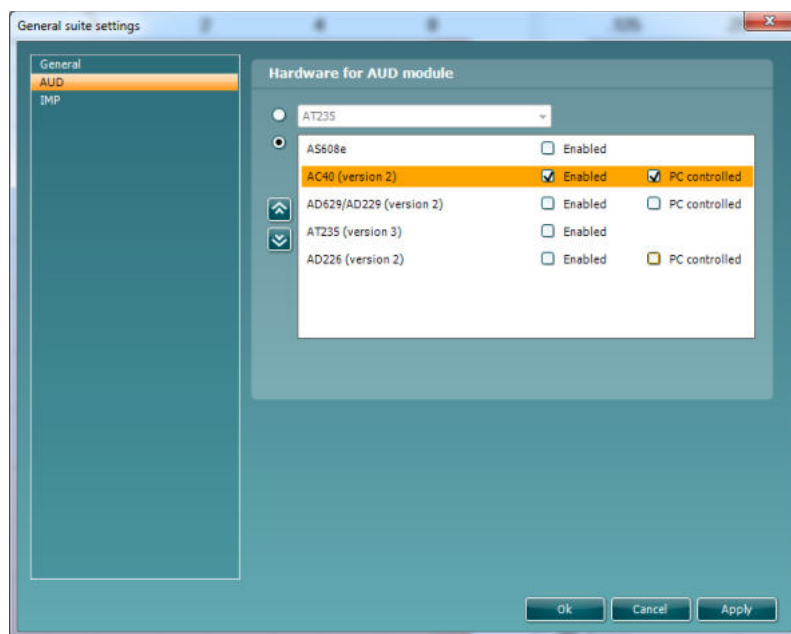 General suite settings
General
AUD
IMP
Hardware for AUD module
AT235
AS608e Enabled
AC40 (version 2) Enabled PC controlled
AD629/AD229 (version 2) Enabled PC controlled
AT235 (version 3) Enabled
AD226 (version 2) Enabled PC controlled
Ok Cancel Apply